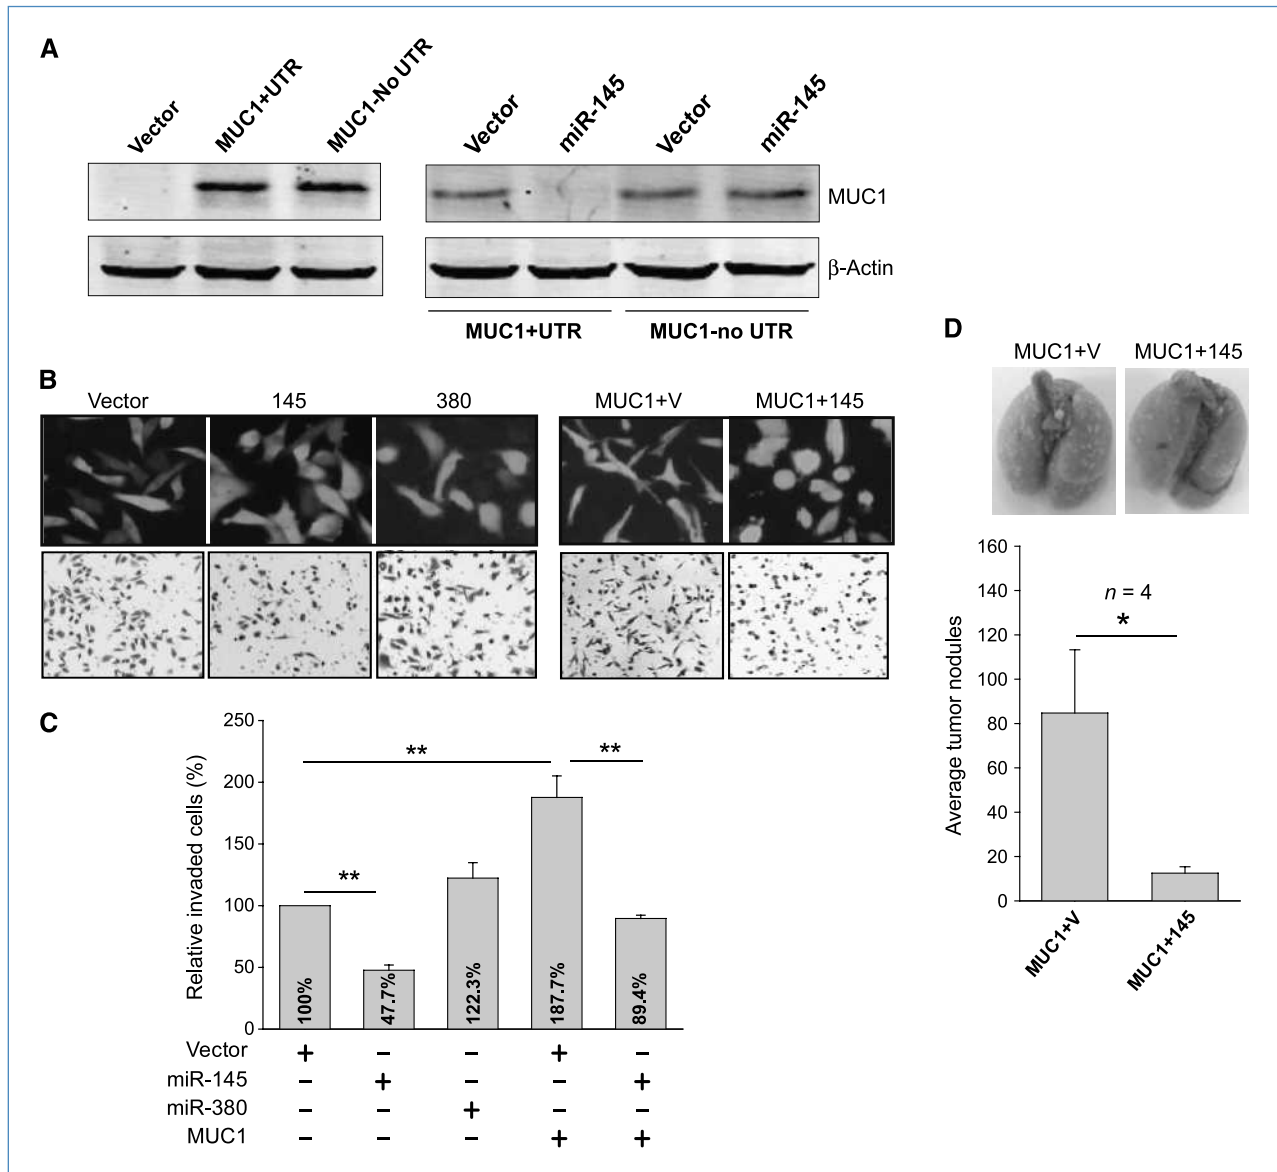 A
Vector
MUC1+UTR
MUC1-No UTR
Vector
miR-145
Vector
miR-145
MUC1
β-Actin
MUC1+UTR
MUC1-no UTR
B
Vector
145
380
MUC1+V
MUC1+145
C
Relative invaded cells (%)
250
200
150
100
50
0
**
**
**
100%
47.7%
122.3%
187.7%
89.4%
Vector + – – + –
miR-145 – + – – +
miR-380 – – + – –
MUC1 – – – + +
D
MUC1+V
MUC1+145
Average tumor nodules
160
140
120
100
80
60
40
20
0
n = 4
*
MUC1+V
MUC1+145